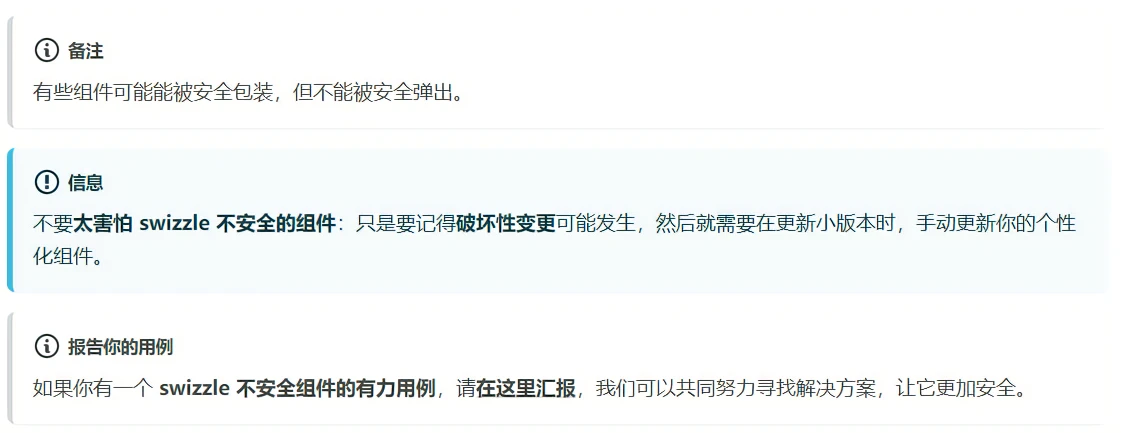 备注
有些组件可能能被安全包装，但不能被安全弹出。
信息
不要太害怕 swizzle 不安全的组件：只是要记得破坏性变更可能发生，然后就需要在更新小版本时，手动更新你的个性
化组件。
报告你的用例
如果你有一个 swizzle 不安全组件的有力用例，请在这里汇报，我们可以共同努力寻找解决方案，让它更加安全。